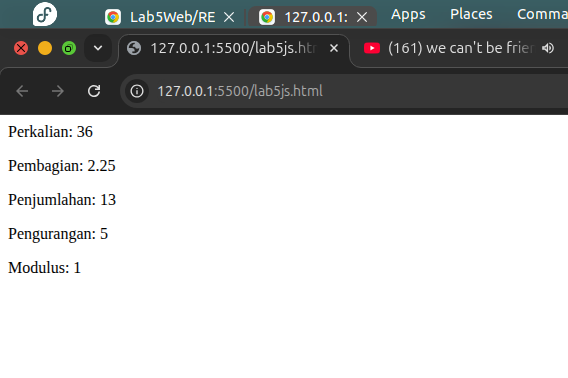 Lab5Web/RE 127.0.0.1: Apps Places Comma
127.0.0.1:5500/lab5js.htm (161) we can't be frien
127.0.0.1:5500/lab5js.html
Perkalian: 36
Pembagian: 2.25
Penjumlahan: 13
Pengurangan: 5
Modulus: 1